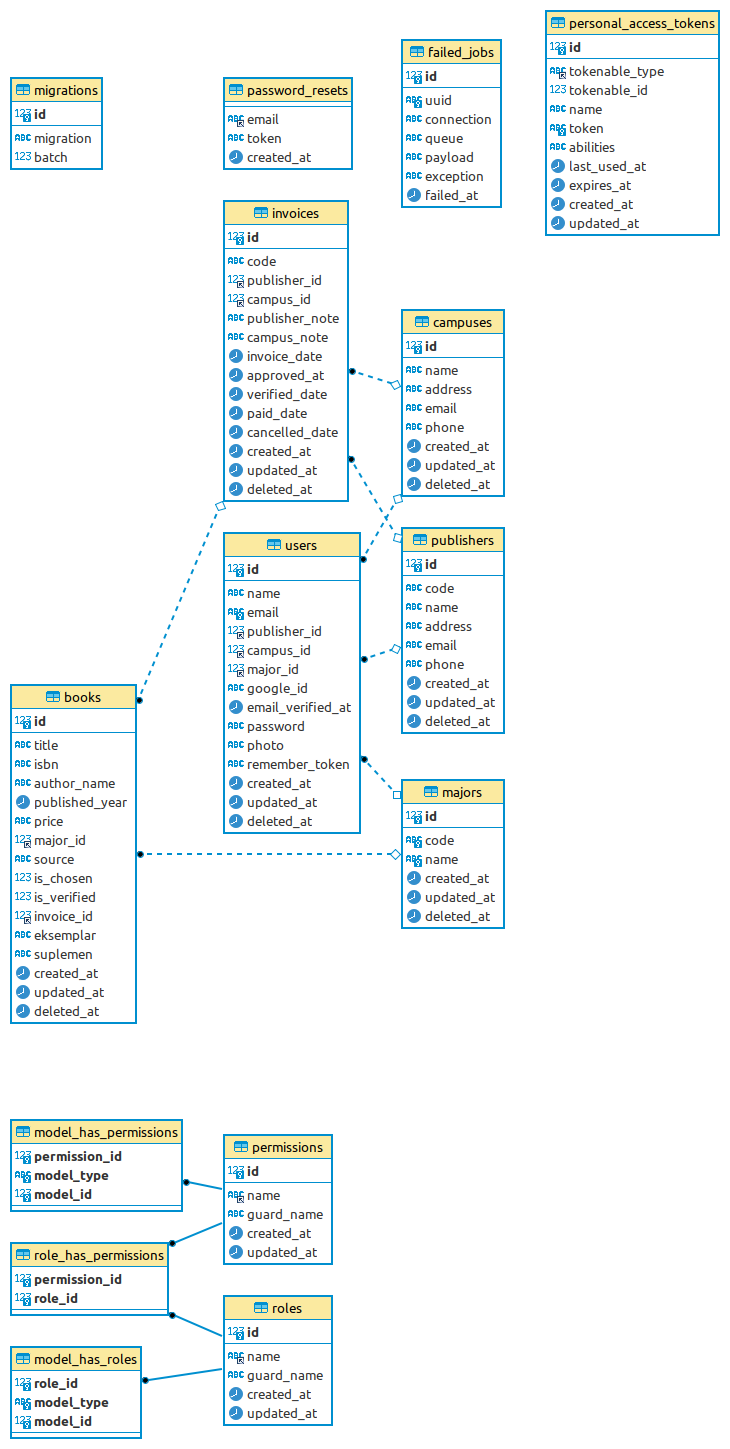 migrations
id
migration
batch
password_resets
email
token
created_at
failed_jobs
id
uuid
connection
queue
payload
exception
failed_at
personal_access_tokens
id
tokenable_type
tokenable_id
name
token
abilities
last_used_at
expires_at
created_at
updated_at
invoices
id
code
publisher_id
campus_id
publisher_note
campus_note
invoice_date
approved_at
verified_date
paid_date
cancelled_date
created_at
updated_at
deleted_at
campuses
id
name
address
email
phone
created_at
updated_at
deleted_at
users
id
name
email
publisher_id
campus_id
major_id
google_id
email_verified_at
password
photo
remember_token
created_at
updated_at
deleted_at
publishers
id
code
name
address
email
phone
created_at
updated_at
deleted_at
books
id
title
isbn
author_name
published_year
price
major_id
source
is_chosen
is_verified
invoice_id
eksemplar
suplemen
created_at
updated_at
deleted_at
majors
id
code
name
created_at
updated_at
deleted_at
model_has_permissions
permission_id
model_type
model_id
permissions
id
name
guard_name
created_at
updated_at
role_has_permissions
permission_id
role_id
roles
id
name
guard_name
created_at
updated_at
model_has_roles
role_id
model_type
model_id